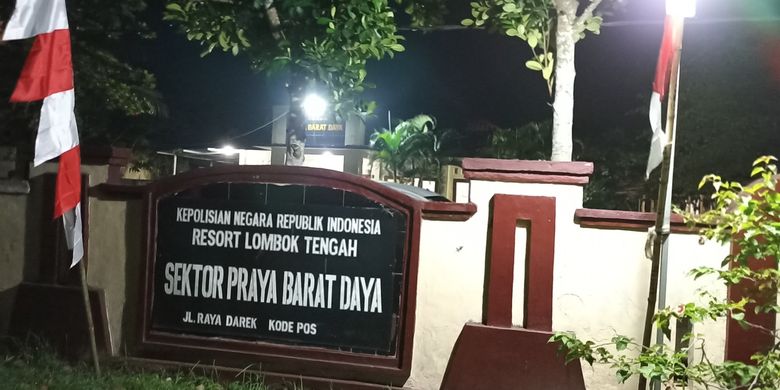 BARAT DAYA
KEPOLISIAN NEGARA REPUBLIK INDONESIA
RESORT LOMBOK TENGAH
SEKTOR PRAYA BARAT DAYA
JL. RAYA DAREK KODE POS